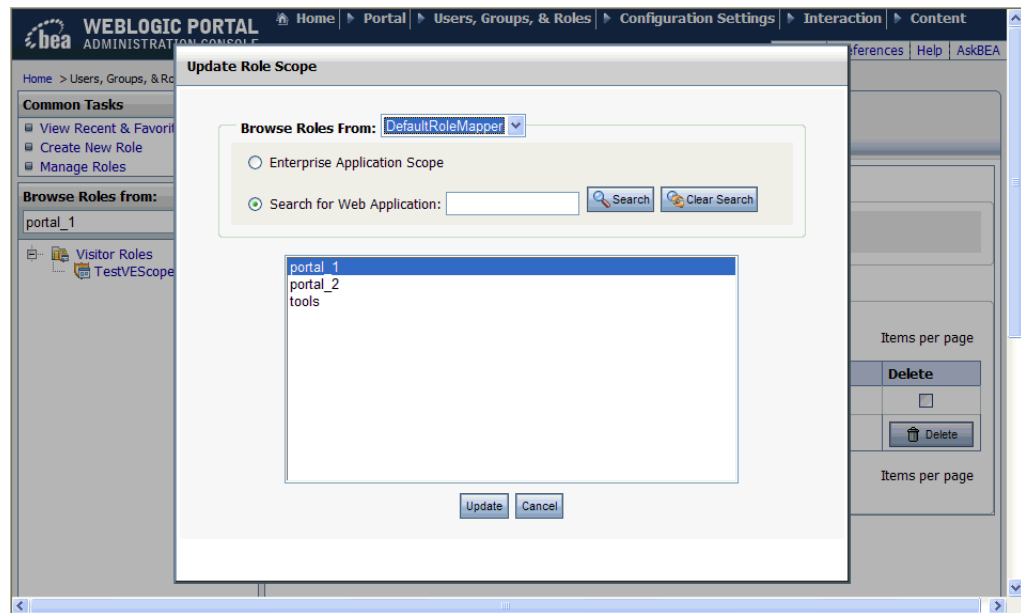 bea
WEBLOGIC PORTAL
ADMINISTRATION CONSOLE
Home
Portal
Users, Groups, & Roles
Configuration Settings
Interaction
Content
Help
AskBEA
Home > Users, Groups, & Ro
Common Tasks
View Recent & Favorit
Create New Role
Manage Roles
Browse Roles from:
portal_1
Visitor Roles
TestVEScope
Update Role Scope
Browse Roles From: DefaultRoleMapper
Enterprise Application Scope
Search for Web Application:
Search
Clear Search
portal_1
portal_2
tools
Update
Cancel
Items per page
Delete
Delete
Items per page